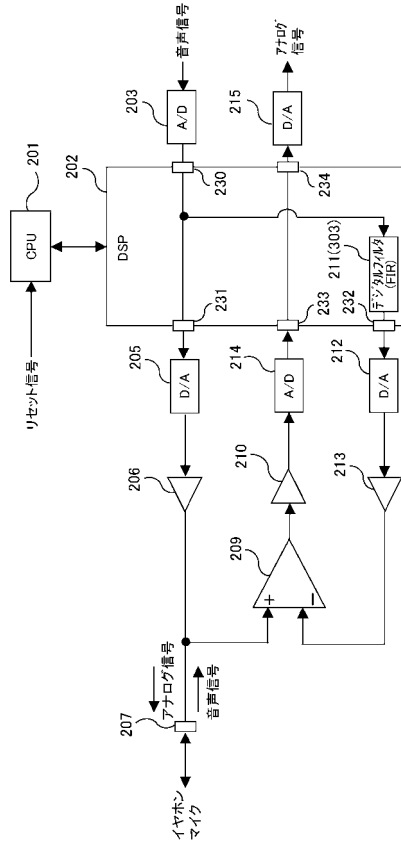 リセット信号
CPU
201
202
DSP
音声信号
203
A/D
230
231
205
D/A
206
207
アナログ信号
音声信号
イヤホン
マイク
209
+
−
210
214
A/D
233
234
215
D/A
アナログ
信号
211(303)
デジタルフィルタ
(FIR)
232
212
D/A
213